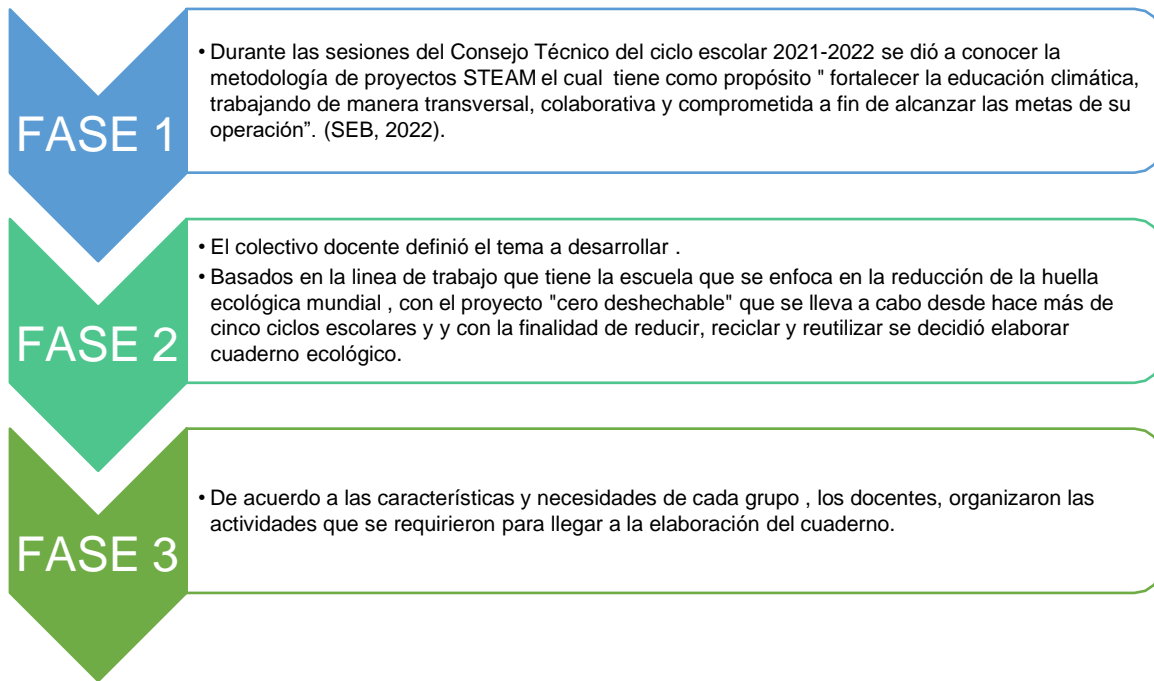 FASE 1
• Durante las sesiones del Consejo Técnico del ciclo escolar 2021-2022 se dió a conocer la
metodología de proyectos STEAM el cual  tiene como propósito " fortalecer la educación climática,
trabajando de manera transversal, colaborativa y comprometida a fin de alcanzar las metas de su
operación”. (SEB, 2022).
FASE 2
• El colectivo docente definió el tema a desarrollar .
• Basados en la linea de trabajo que tiene la escuela que se enfoca en la reducción de la huella
ecológica mundial , con el proyecto "cero deshechable" que se lleva a cabo desde hace más de
cinco ciclos escolares y y con la finalidad de reducir, reciclar y reutilizar se decidió elaborar
cuaderno ecológico.
FASE 3
• De acuerdo a las características y necesidades de cada grupo , los docentes, organizaron las
actividades que se requirieron para llegar a la elaboración del cuaderno.